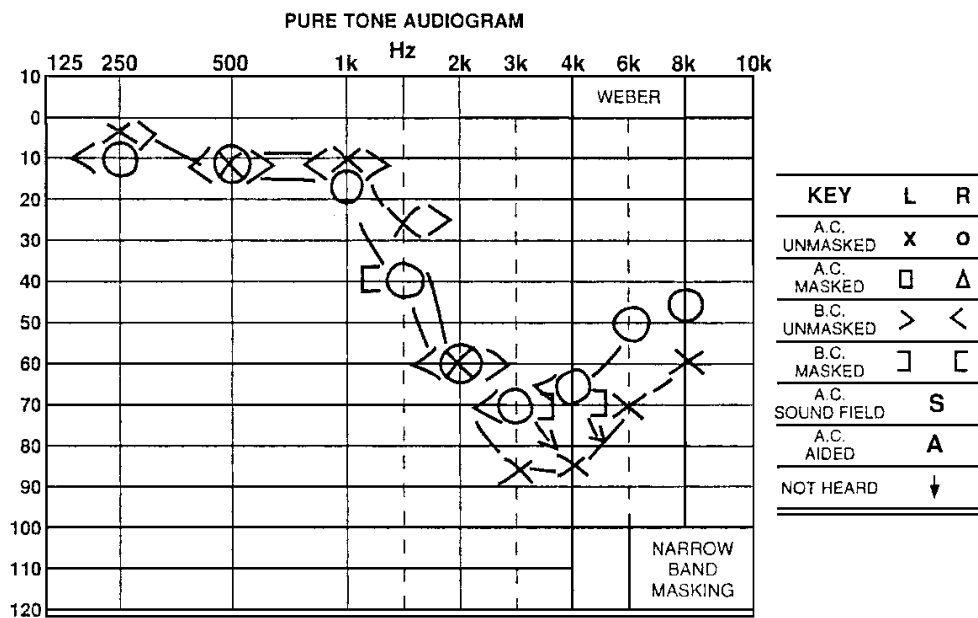 PURE TONE AUDIOGRAM
Hz
125 250 500 1k 2k 3k 4k 6k 8k 10k
10
WEBER
0
10
20
30
40
50
60
70
80
90
100
110
120
NARROW
BAND
MASKING
KEY L R
A.C.
UNMASKED X O
A.C.
MASKED □ Δ
B.C.
UNMASKED > <
B.C.
MASKED ] [
A.C.
SOUND FIELD S
A.C.
AIDED A
NOT HEARD ↓